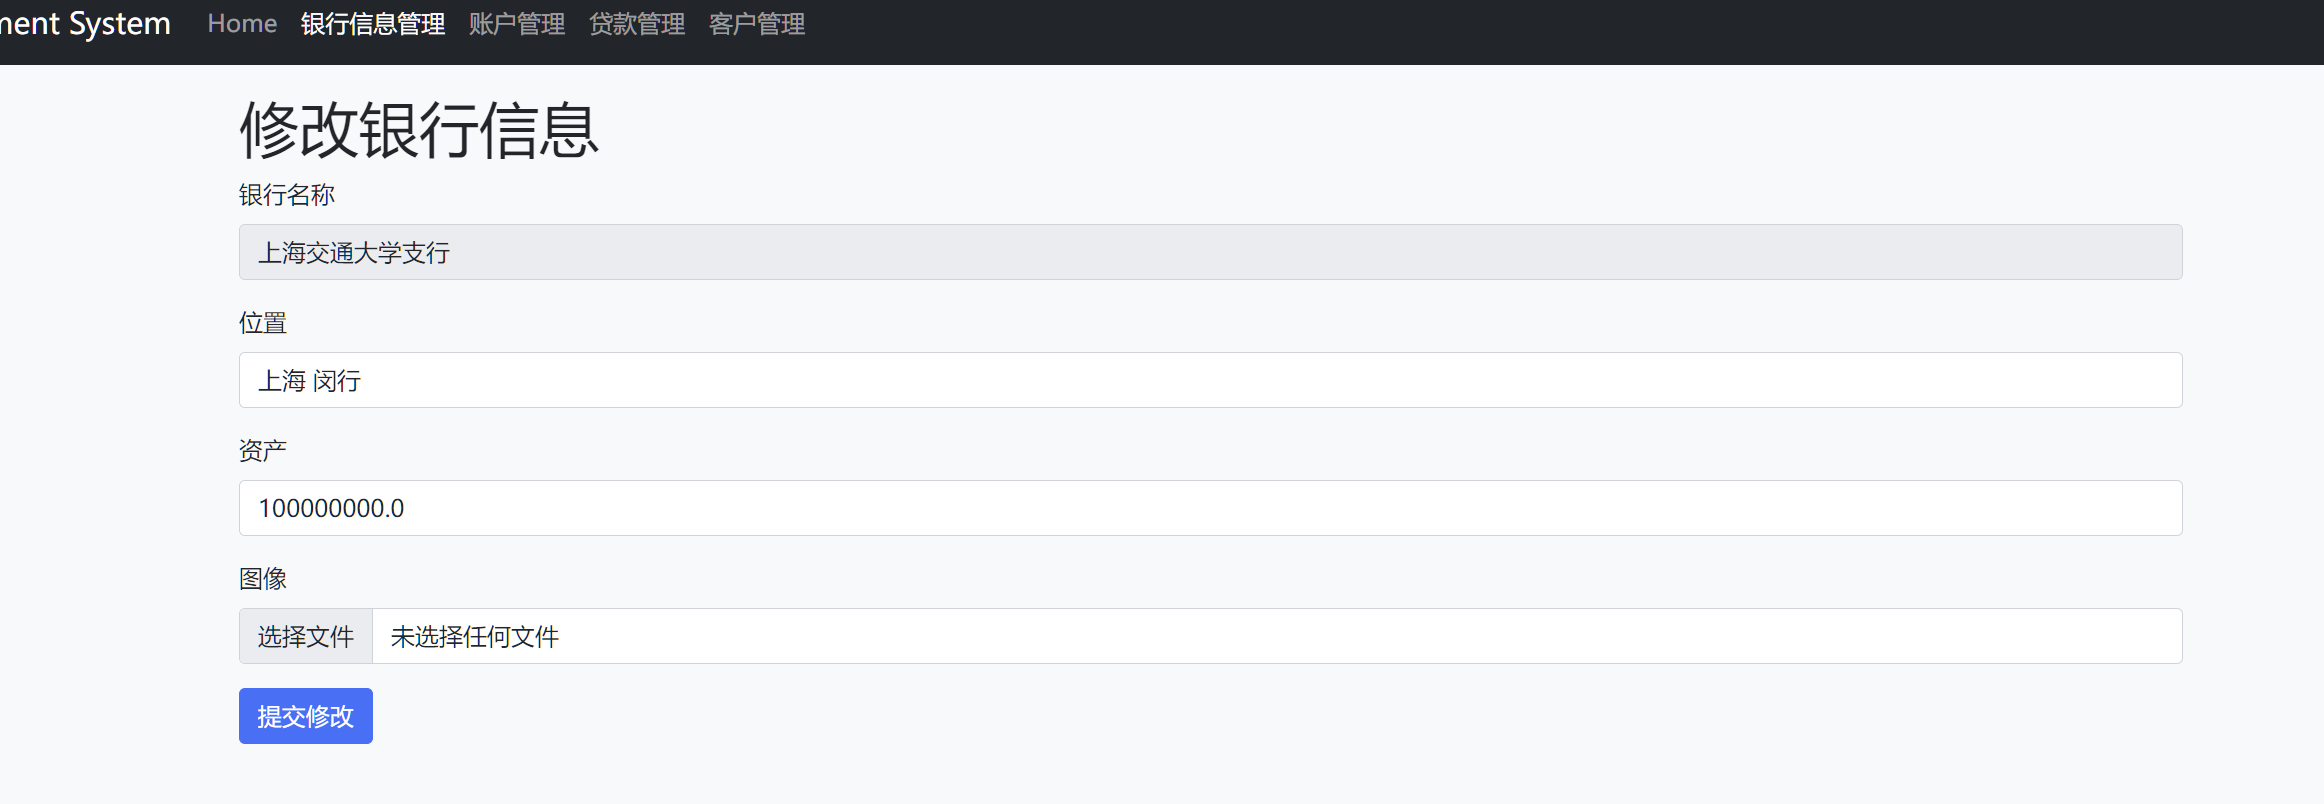 ment System Home 银行信息管理 账户管理 贷款管理 客户管理
修改银行信息
银行名称
上海交通大学支行
位置
上海 闵行
资产
100000000.0
图像
选择文件 未选择任何文件
提交修改